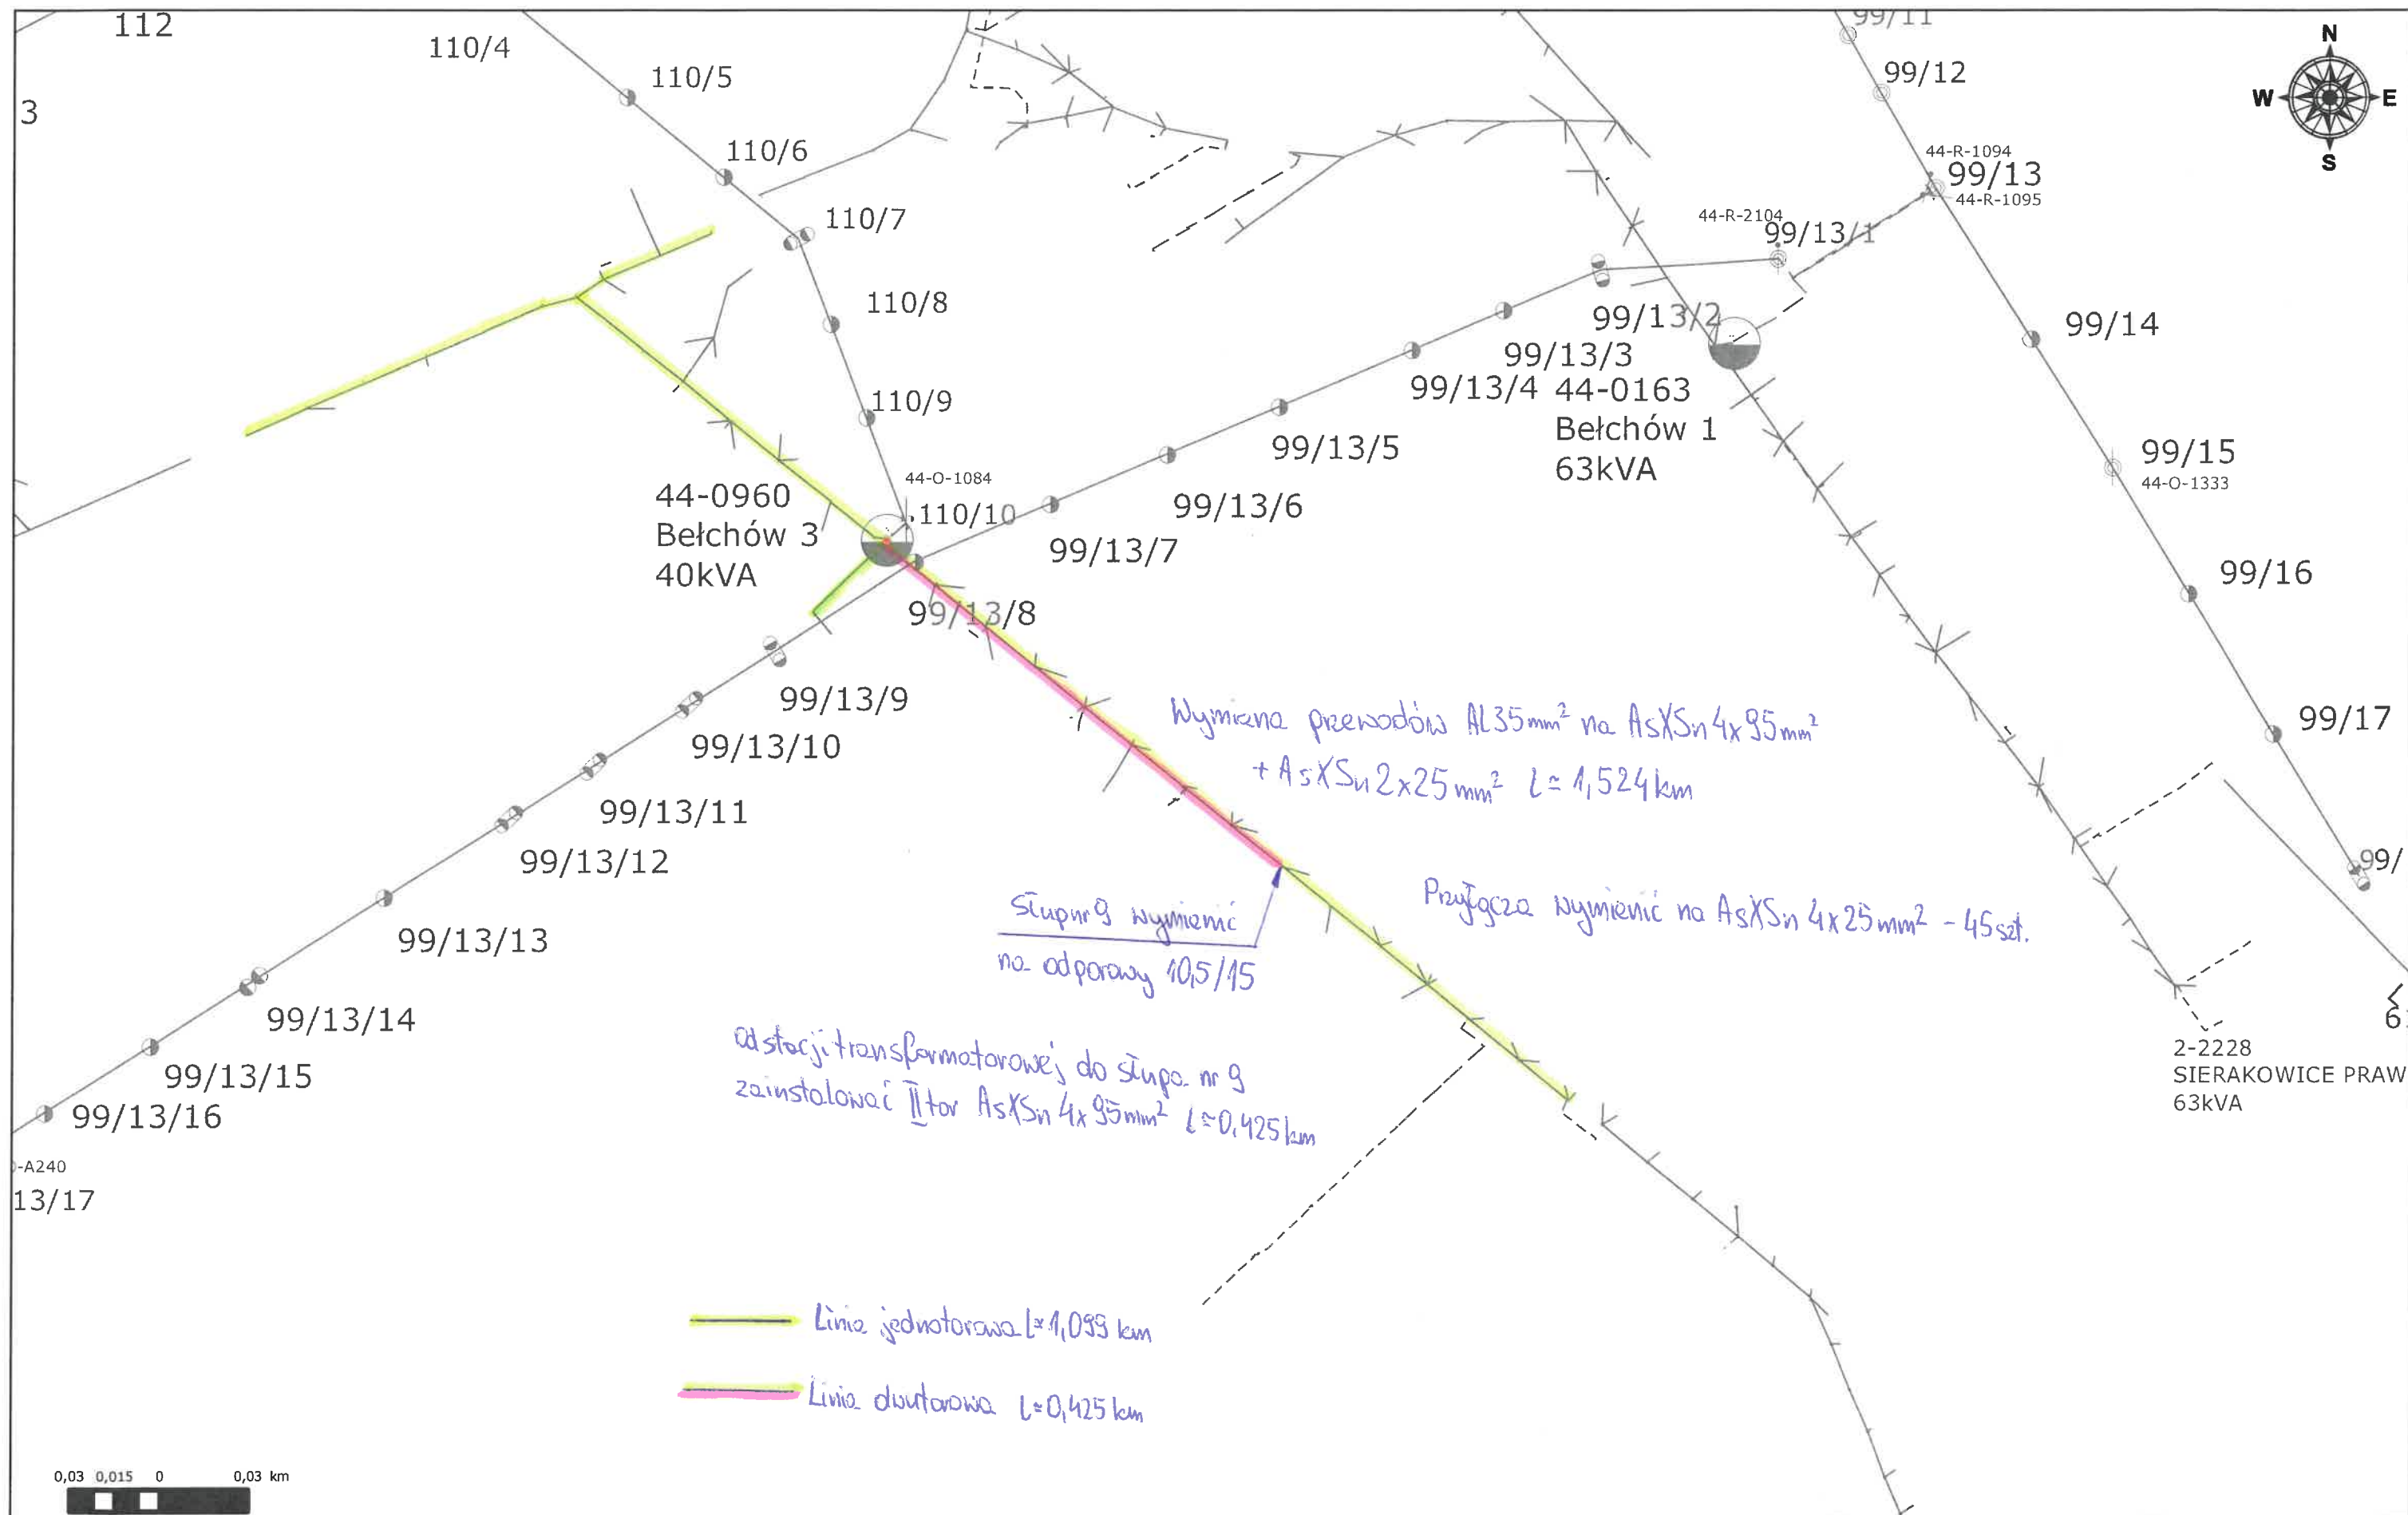 112
110/4
110/5
3
110/6
110/7
110/8
110/9
44-O-1084
110/10
44-0960
Bełchów 3
40kVA
99/11
99/12
N
W
E
S
44-R-1094
99/13
44-R-1095
44-R-2104
99/13/1
99/13/2
99/13/3
99/13/4
44-0163
Bełchów 1
63kVA
99/14
99/15
44-O-1333
99/16
99/17
99/
99/13/5
99/13/6
99/13/7
99/13/8
99/13/9
99/13/10
99/13/11
99/13/12
99/13/13
99/13/14
99/13/15
99/13/16
-A240
13/17
Wymiana przewodów AL35mm² na AsXSn 4x95mm²
+ AsXSn 2x25mm² l≈1,524km
Przyłącza wymienić na AsXSn 4x25mm² - 45szt.
Słup nr 9 wymienić
na odporowy 10,5/15
Od stacji transformatorowej do słupa nr 9
zainstalować II tor AsXSn 4x95mm² l≈0,425km
2-2228
SIERAKOWICE PRAW
63kVA
Linia jednotorowa l≈1,099 km
Linia dwutorowa l≈0,425km
0,03 0,015 0 0,03 km